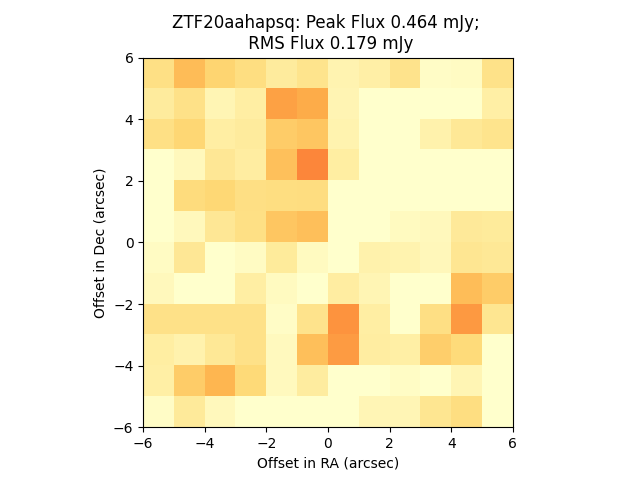 ZTF20aahapsq: Peak Flux 0.464 mJy;
RMS Flux 0.179 mJy
6
4
2
0
−2
−4
−6
Offset in Dec (arcsec)
−6 −4 −2 0 2 4 6
Offset in RA (arcsec)